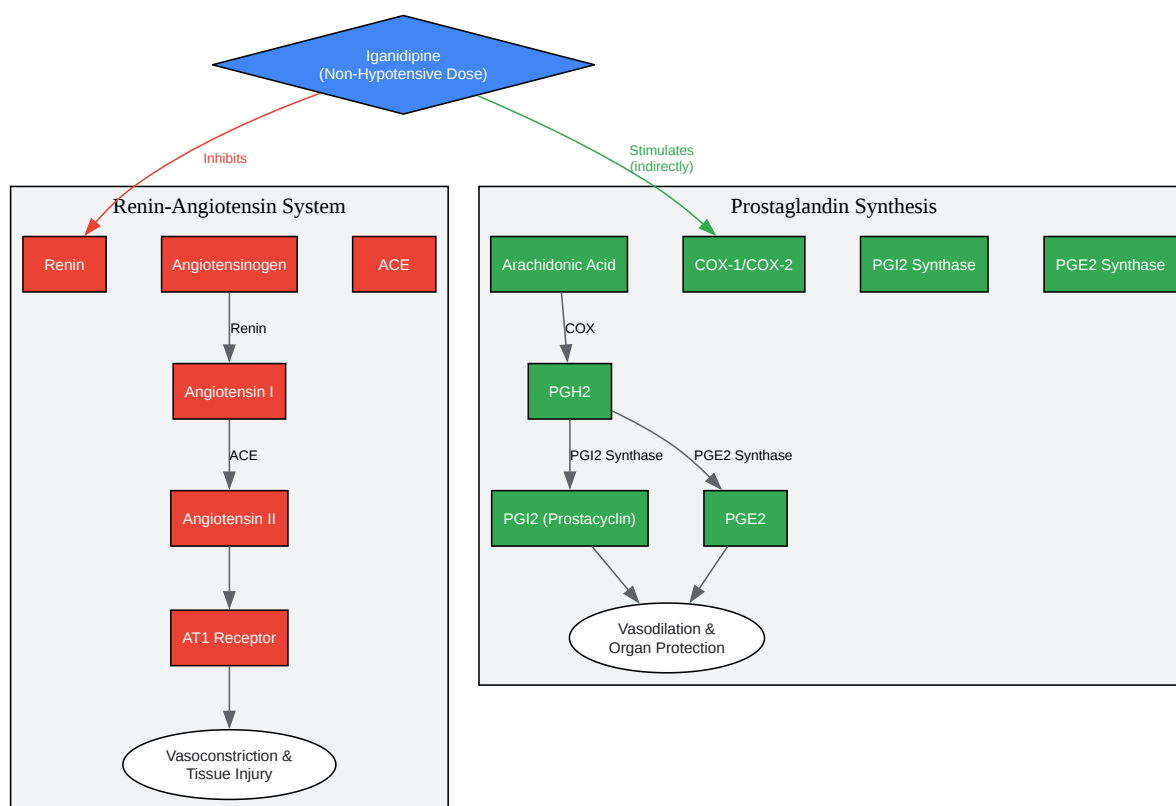 Iganidipine
(Non-Hypotensive Dose)
Inhibits
Stimulates
(indirectly)
Renin-Angiotensin System
Renin
Angiotensinogen
ACE
Renin
Angiotensin I
ACE
Angiotensin II
AT1 Receptor
Vasoconstriction &
Tissue Injury
Prostaglandin Synthesis
Arachidonic Acid
COX-1/COX-2
PGI2 Synthase
PGE2 Synthase
COX
PGH2
PGI2 Synthase
PGE2 Synthase
PGI2 (Prostacyclin)
PGE2
Vasodilation &
Organ Protection